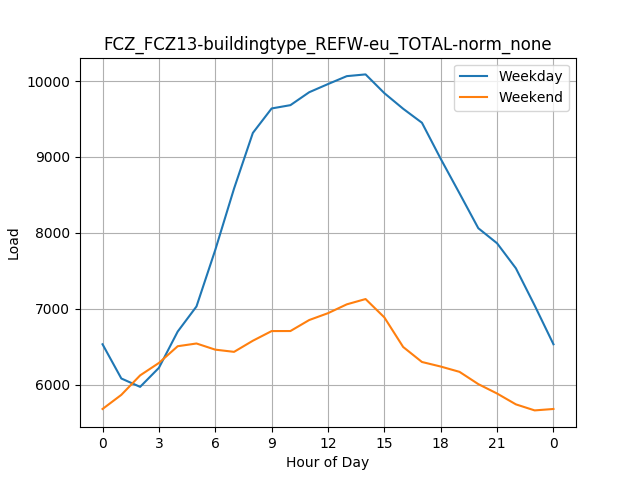 FCZ_FCZ13-buildingtype_REFW-eu_TOTAL-norm_none
10000
9000
8000
7000
6000
Load
Weekday
Weekend
0 3 6 9 12 15 18 21 0
Hour of Day